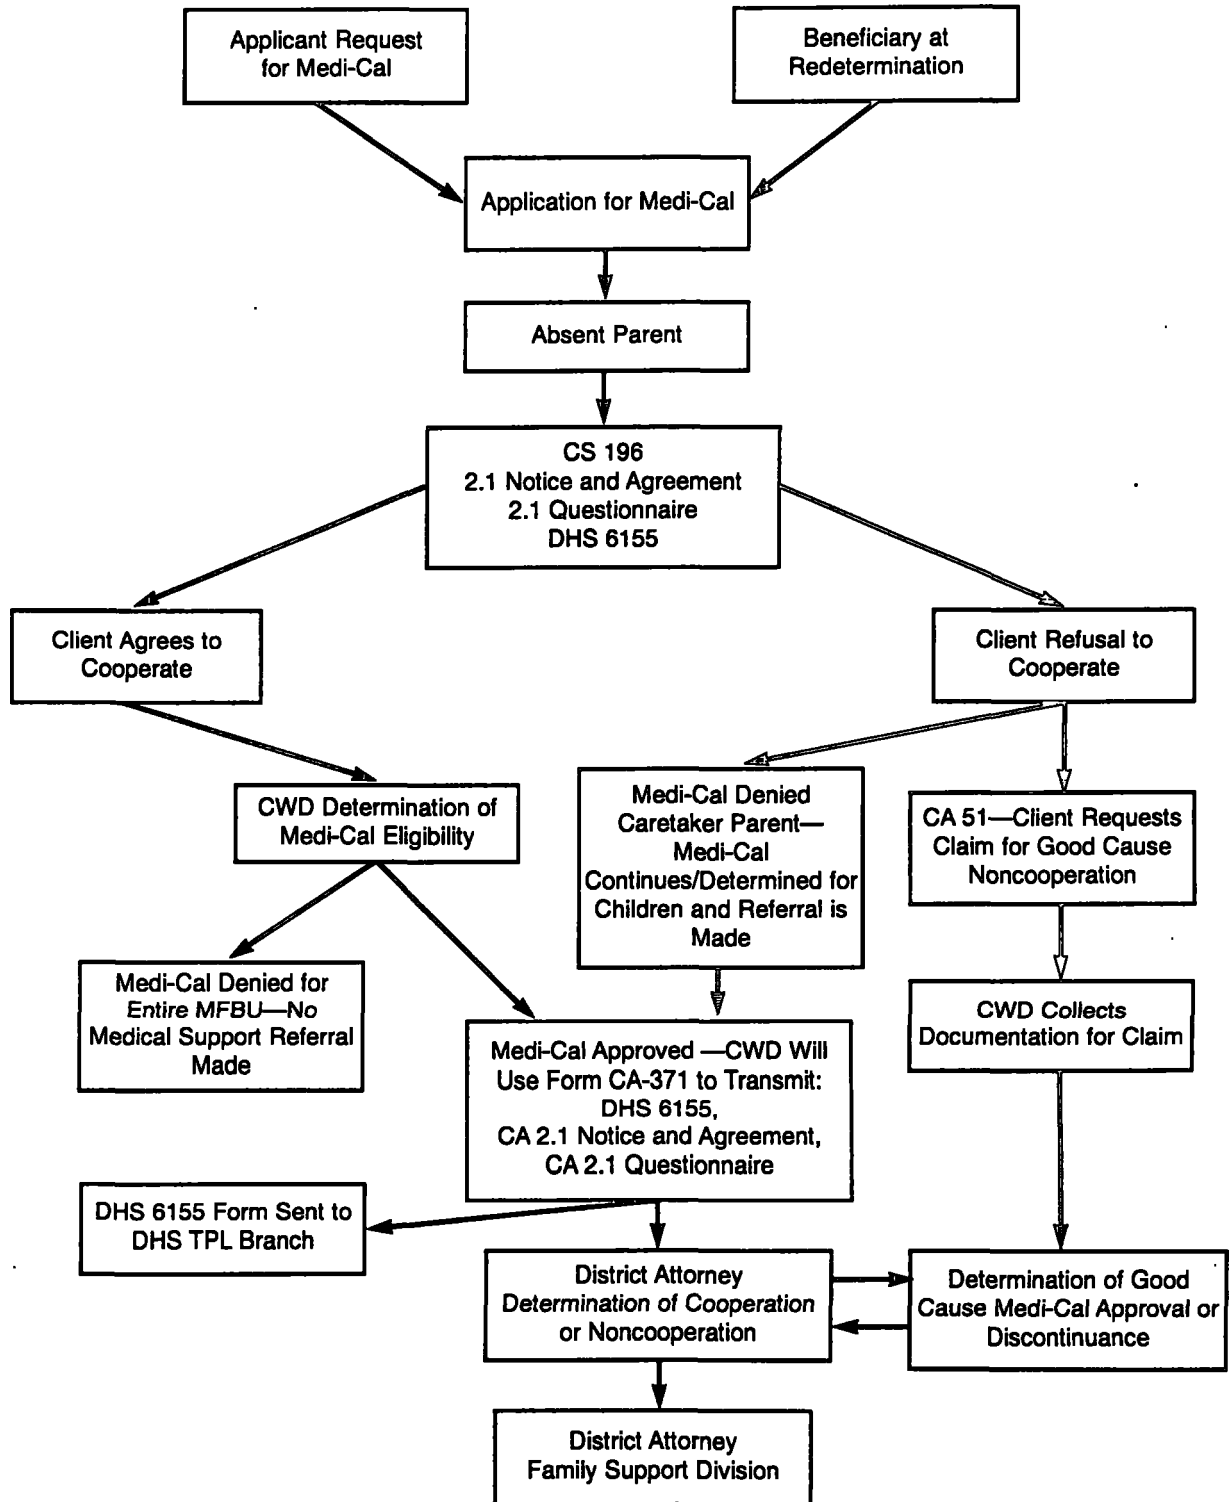 Applicant Request
for Medi-Cal
Beneficiary at
Redetermination
Application for Medi-Cal
Absent Parent
CS 196
2.1 Notice and Agreement
2.1 Questionnaire
DHS 6155
Client Agrees to
Cooperate
Client Refusal to
Cooperate
CWD Determination of
Medi-Cal Eligibility
Medi-Cal Denied
Caretaker Parent—
Medi-Cal
Continues/Determined for
Children and Referral is
Made
CA 51—Client Requests
Claim for Good Cause
Noncooperation
Medi-Cal Denied for
Entire MFBU—No
Medical Support Referral
Made
CWD Collects
Documentation for Claim
Medi-Cal Approved —CWD Will
Use Form CA-371 to Transmit:
DHS 6155,
CA 2.1 Notice and Agreement,
CA 2.1 Questionnaire
DHS 6155 Form Sent to
DHS TPL Branch
District Attorney
Determination of Cooperation
or Noncooperation
Determination of Good
Cause Medi-Cal Approval or
Discontinuance
District Attorney
Family Support Division